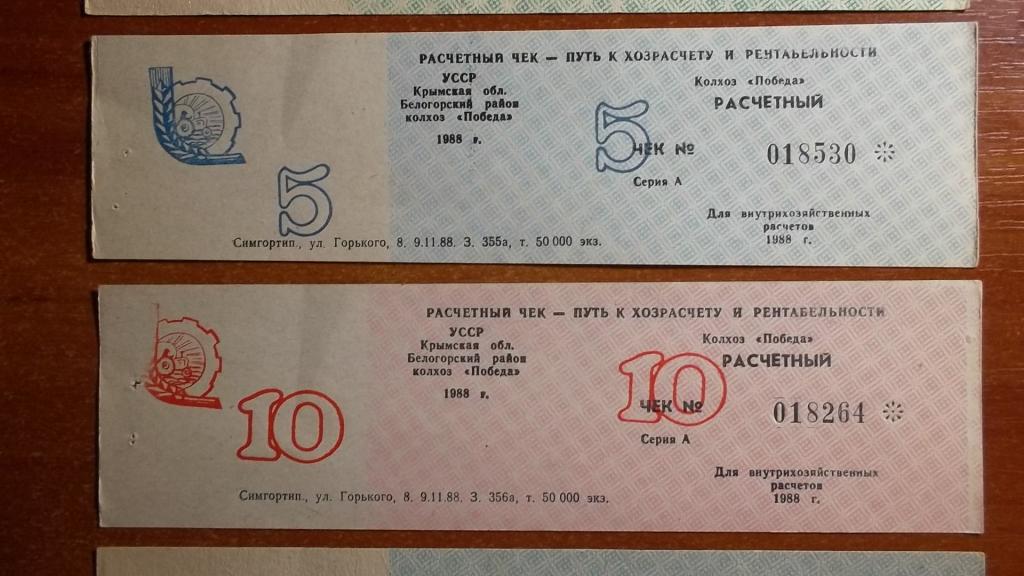 РАСЧЕТНЫЙ ЧЕК — ПУТЬ К ХОЗРАСЧЕТУ И РЕНТАБЕЛЬНОСТИ
УССР
Крымская обл.
Белогорский район
колхоз «Победа»
1988 г.
Колхоз «Победа»
РАСЧЕТНЫЙ
5
5
ЧЕК № 018530
Серия А
Для внутрихозяйственных
расчетов
1988 г.
Симгортип., ул. Горького, 8. 9.11.88. З. 355а, т. 50 000 экз.
РАСЧЕТНЫЙ ЧЕК — ПУТЬ К ХОЗРАСЧЕТУ И РЕНТАБЕЛЬНОСТИ
УССР
Крымская обл.
Белогорский район
колхоз «Победа»
1988 г.
Колхоз «Победа»
РАСЧЕТНЫЙ
10
10
ЧЕК № 018264
Серия А
Для внутрихозяйственных
расчетов
1988 г.
Симгортип., ул. Горького, 8. 9.11.88. З. 356а, т. 50 000 экз.